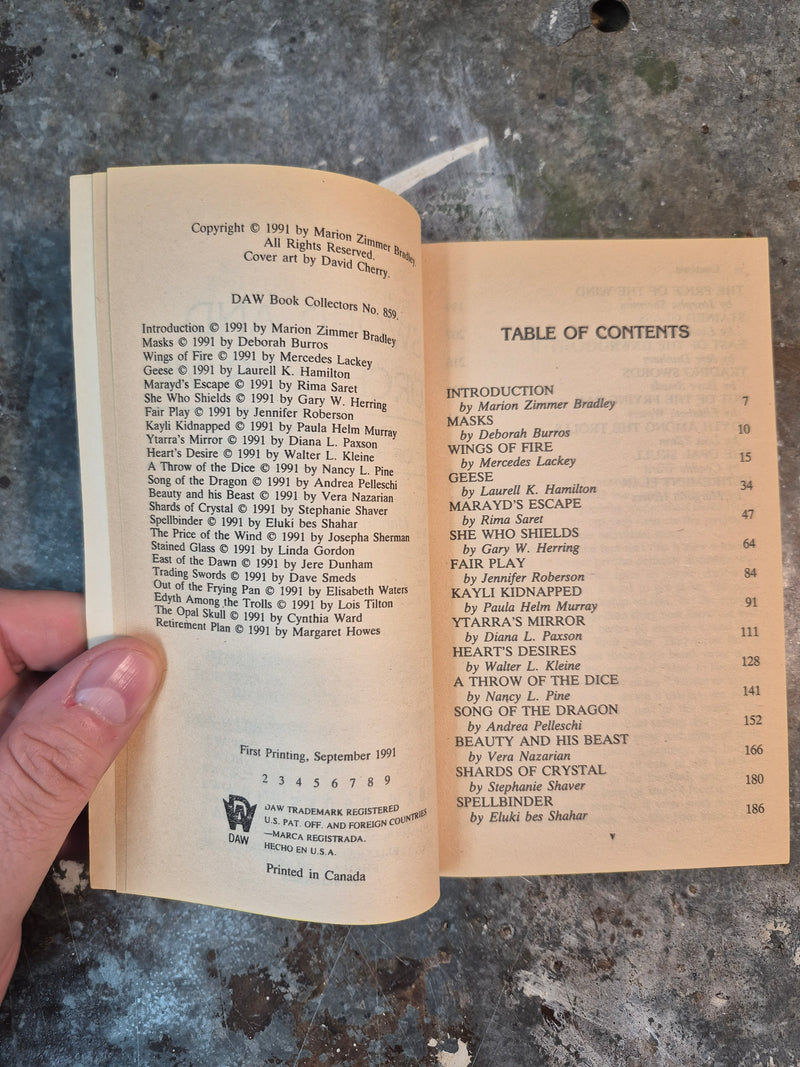 Copyright © 1991 by Marion Zimmer Bradley.
All Rights Reserved.
Cover art by David Cherry.
DAW Book Collectors No. 859.
Introduction © 1991 by Marion Zimmer Bradley
Masks © 1991 by Deborah Burros
Wings of Fire © 1991 by Mercedes Lackey
Geese © 1991 by Laurell K. Hamilton
Marayd's Escape © 1991 by Rima Saret
She Who Shields © 1991 by Gary W. Herring
Fair Play © 1991 by Jennifer Roberson
Kayli Kidnapped © 1991 by Paula Helm Murray
Ytarra's Mirror © 1991 by Diana L. Paxson
Heart's Desire © 1991 by Walter L. Kleine
A Throw of the Dice © 1991 by Nancy L. Pine
Song of the Dragon © 1991 by Andrea Pelleschi
Beauty and his Beast © 1991 by Vera Nazarian
Shards of Crystal © 1991 by Stephanie Shaver
Spellbinder © 1991 by Eluki bes Shahar
The Price of the Wind © 1991 by Josepha Sherman
Stained Glass © 1991 by Linda Gordon
East of the Dawn © 1991 by Jere Dunham
Trading Swords © 1991 by Dave Smeds
Out of the Frying Pan © 1991 by Elisabeth Waters
Edyth Among the Trolls © 1991 by Lois Tilton
The Opal Skull © 1991 by Cynthia Ward
Retirement Plan © 1991 by Margaret Howes
First Printing, September 1991
2 3 4 5 6 7 8 9
DAW
DAW TRADEMARK REGISTERED
U.S. PAT. OFF. AND FOREIGN COUNTRIES
—MARCA REGISTRADA.
HECHO EN U.S.A.
Printed in Canada
TABLE OF CONTENTS
INTRODUCTION
by Marion Zimmer Bradley 7
MASKS
by Deborah Burros 10
WINGS OF FIRE
by Mercedes Lackey 15
GEESE
by Laurell K. Hamilton 34
MARAYD'S ESCAPE
by Rima Saret 47
SHE WHO SHIELDS
by Gary W. Herring 64
FAIR PLAY
by Jennifer Roberson 84
KAYLI KIDNAPPED
by Paula Helm Murray 91
YTARRA'S MIRROR
by Diana L. Paxson 111
HEART'S DESIRES
by Walter L. Kleine 128
A THROW OF THE DICE
by Nancy L. Pine 141
SONG OF THE DRAGON
by Andrea Pelleschi 152
BEAUTY AND HIS BEAST
by Vera Nazarian 166
SHARDS OF CRYSTAL
by Stephanie Shaver 180
SPELLBINDER
by Eluki bes Shahar 186
v